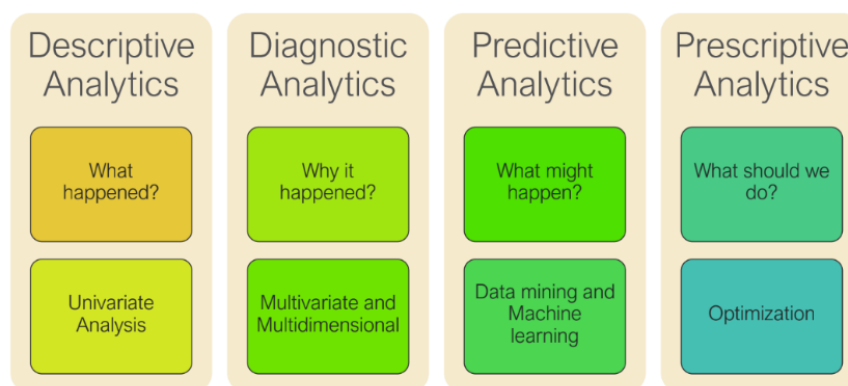 Descriptive
Analytics
What
happened?
Univariate
Analysis
Diagnostic
Analytics
Why it
happened?
Multivariate and
Multidimensional
Predictive
Analytics
What might
happen?
Data mining and
Machine
learning
Prescriptive
Analytics
What should we
do?
Optimization